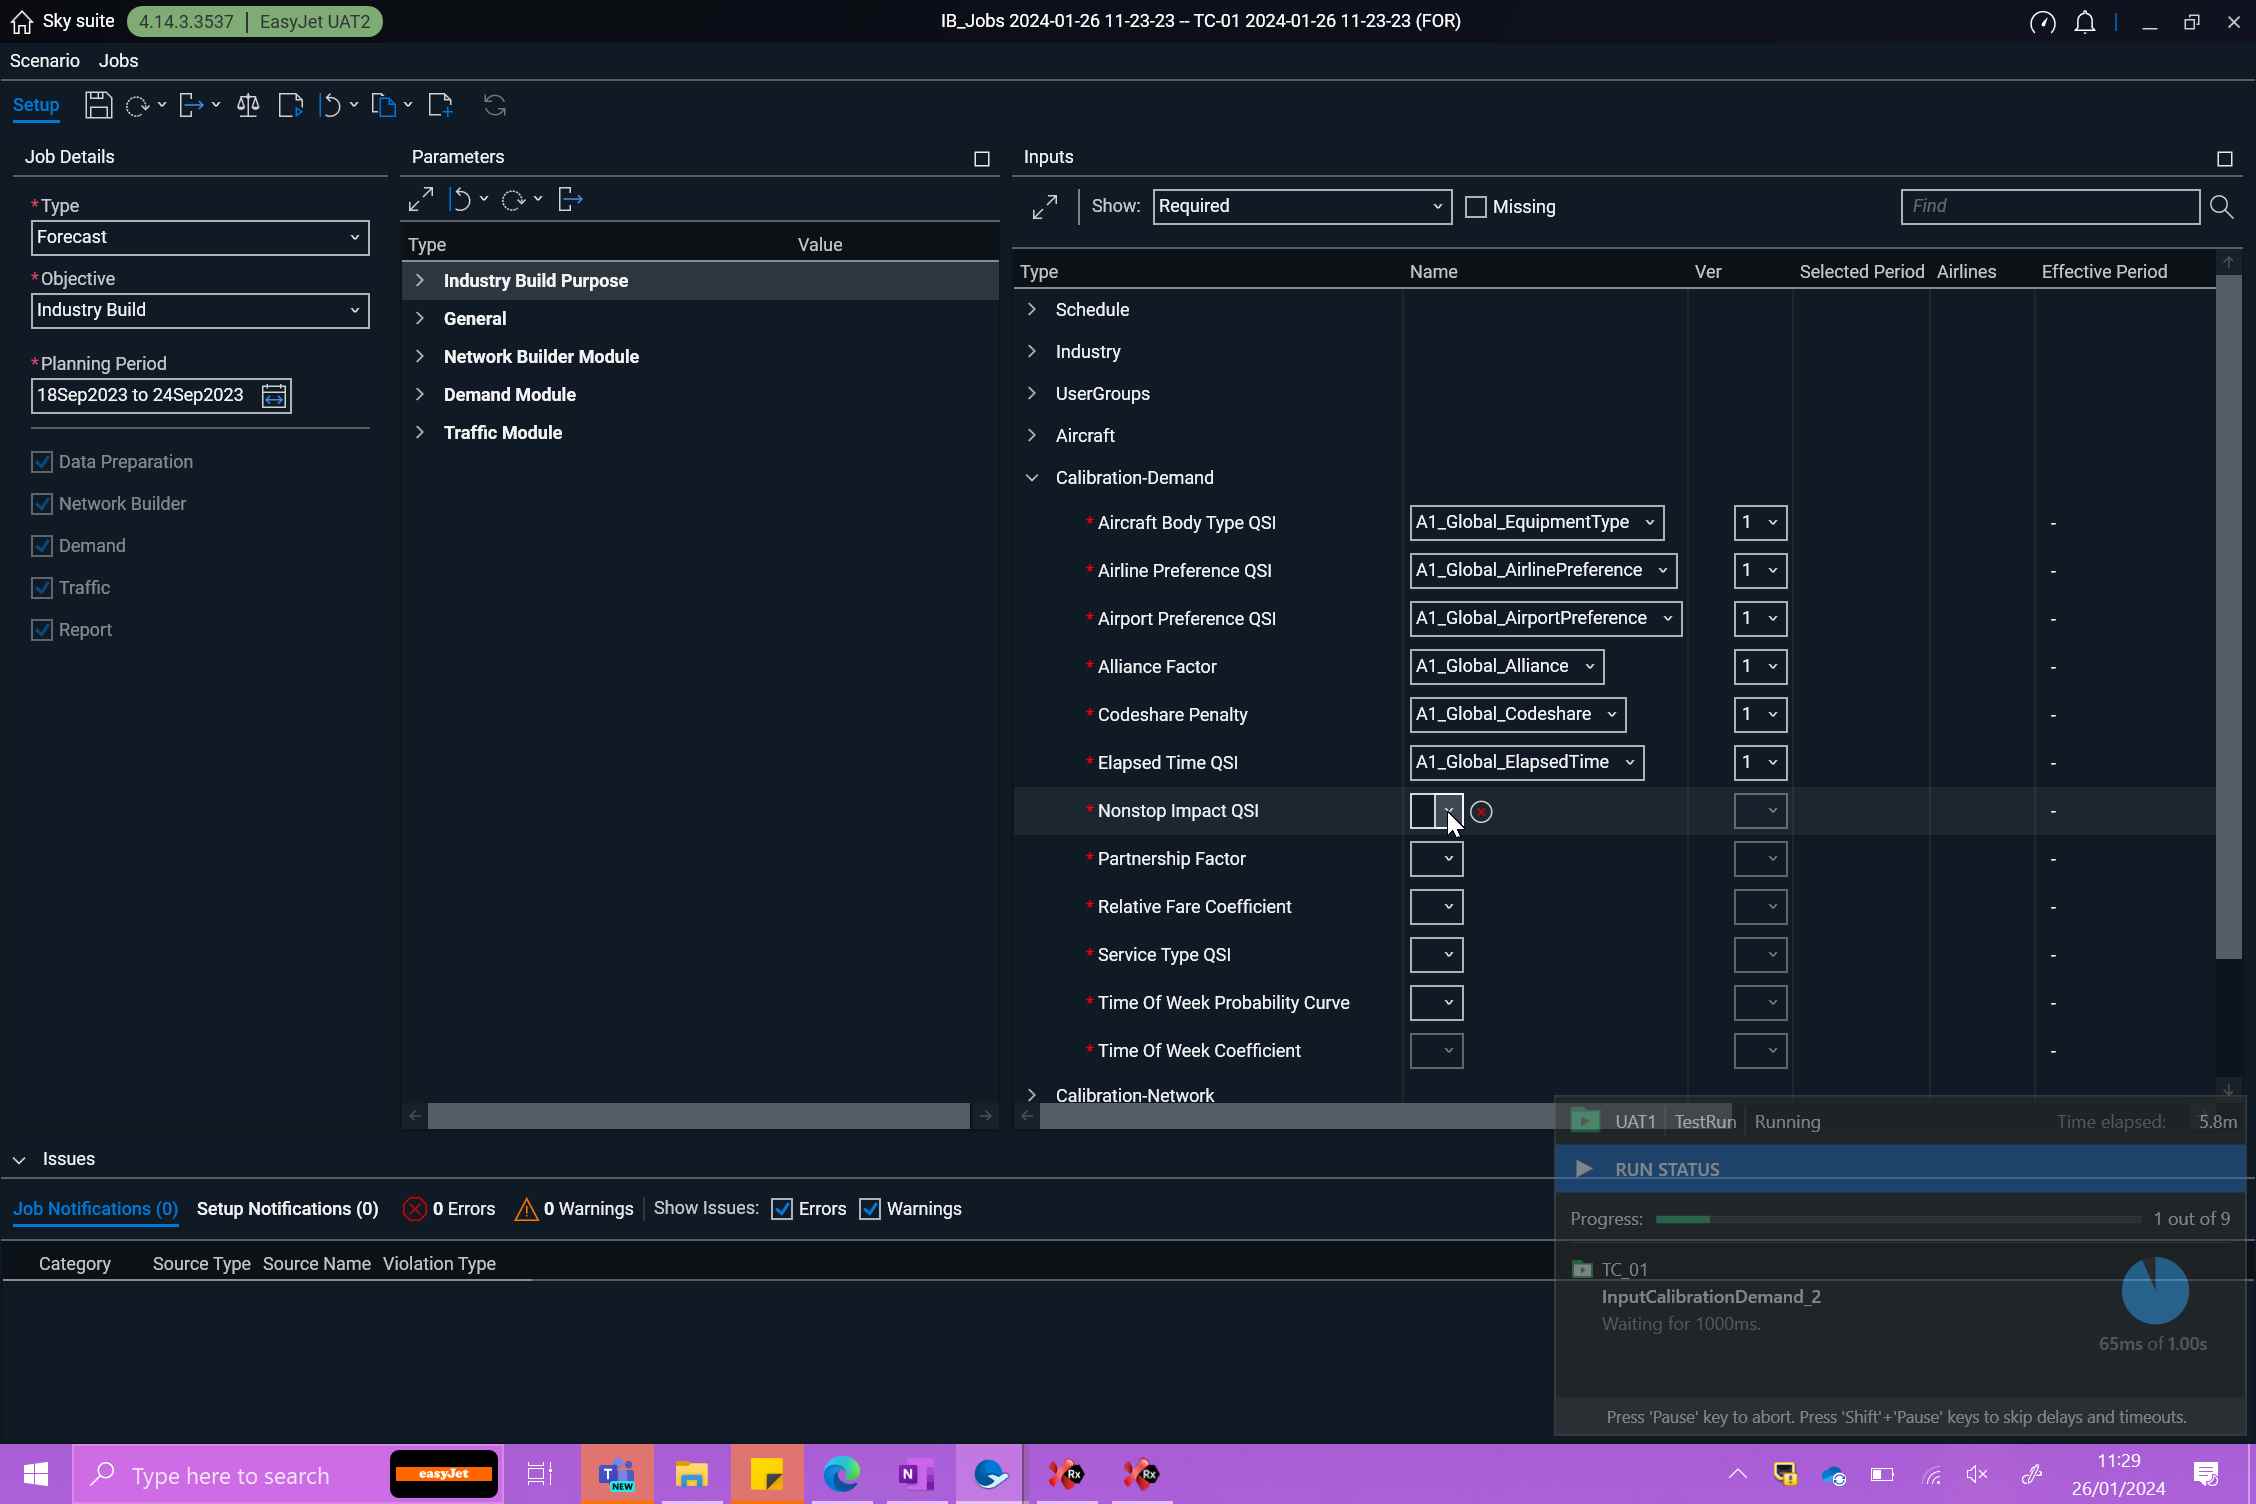 Sky suite 4.14.3.3537 | EasyJet UAT2 IB_Jobs 2024-01-26 11-23-23 -- TC-01 2024-01-26 11-23-23 (FOR)
Scenario Jobs
Setup
Job Details
*Type
Forecast
*Objective
Industry Build
*Planning Period
18Sep2023 to 24Sep2023
Data Preparation
Network Builder
Demand
Traffic
Report
Parameters
Type Value
Industry Build Purpose
General
Network Builder Module
Demand Module
Traffic Module
Inputs
Show: Required Missing Find
Type Name Ver Selected Period Airlines Effective Period
Schedule
Industry
UserGroups
Aircraft
Calibration-Demand
* Aircraft Body Type QSI A1_Global_EquipmentType 1 -
* Airline Preference QSI A1_Global_AirlinePreference 1 -
* Airport Preference QSI A1_Global_AirportPreference 1 -
* Alliance Factor A1_Global_Alliance 1 -
* Codeshare Penalty A1_Global_Codeshare 1 -
* Elapsed Time QSI A1_Global_ElapsedTime 1 -
* Nonstop Impact QSI -
* Partnership Factor -
* Relative Fare Coefficient -
* Service Type QSI -
* Time Of Week Probability Curve -
* Time Of Week Coefficient -
Calibration-Network
Issues
Job Notifications (0) Setup Notifications (0) 0 Errors 0 Warnings Show Issues: Errors Warnings
Category Source Type Source Name Violation Type
UAT1 TestRun Running Time elapsed: 5.8m
RUN STATUS
Progress: 1 out of 9
TC_01
InputCalibrationDemand_2
Waiting for 1000ms.
65ms of 1.00s
Press 'Pause' key to abort. Press 'Shift'+'Pause' keys to skip delays and timeouts.
Type here to search easyJet
T NEW
N
Rx
Rx
11:29
26/01/2024